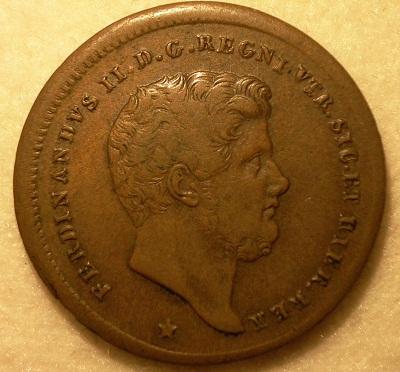 FERDINANDVS II. D. G. REGNI. VTR. SIC. ET HIER. REX